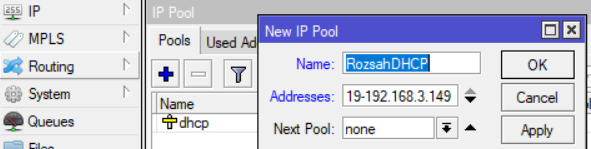 255 IP
MPLS
Routing
System
Queues
Files
IP Pool
Pools Used Ad
Name
dhcp
New IP Pool
Name: RozsahDHCP
Addresses: 19-192.168.3.149
Next Pool: none
OK
Cancel
Apply